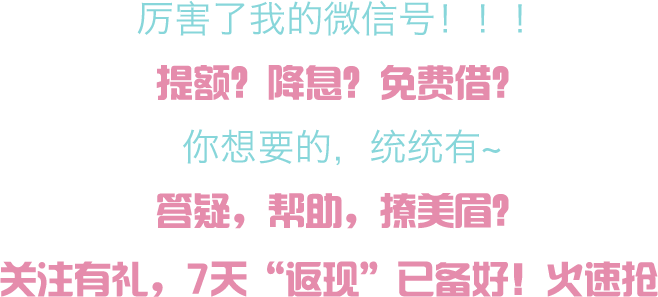 厉害了我的微信号！！！
提额？降息？免费借？
你想要的，统统有~
答疑，帮助，撩美眉？
关注有礼，7天“返现”已备好！火速抢